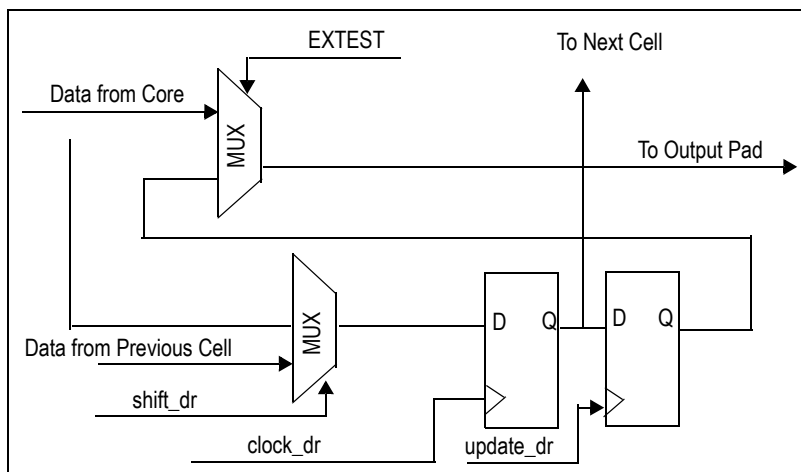 EXTEST
To Next Cell
Data from Core
MUX
To Output Pad
MUX
D Q
D Q
Data from Previous Cell
shift_dr
clock_dr
update_dr